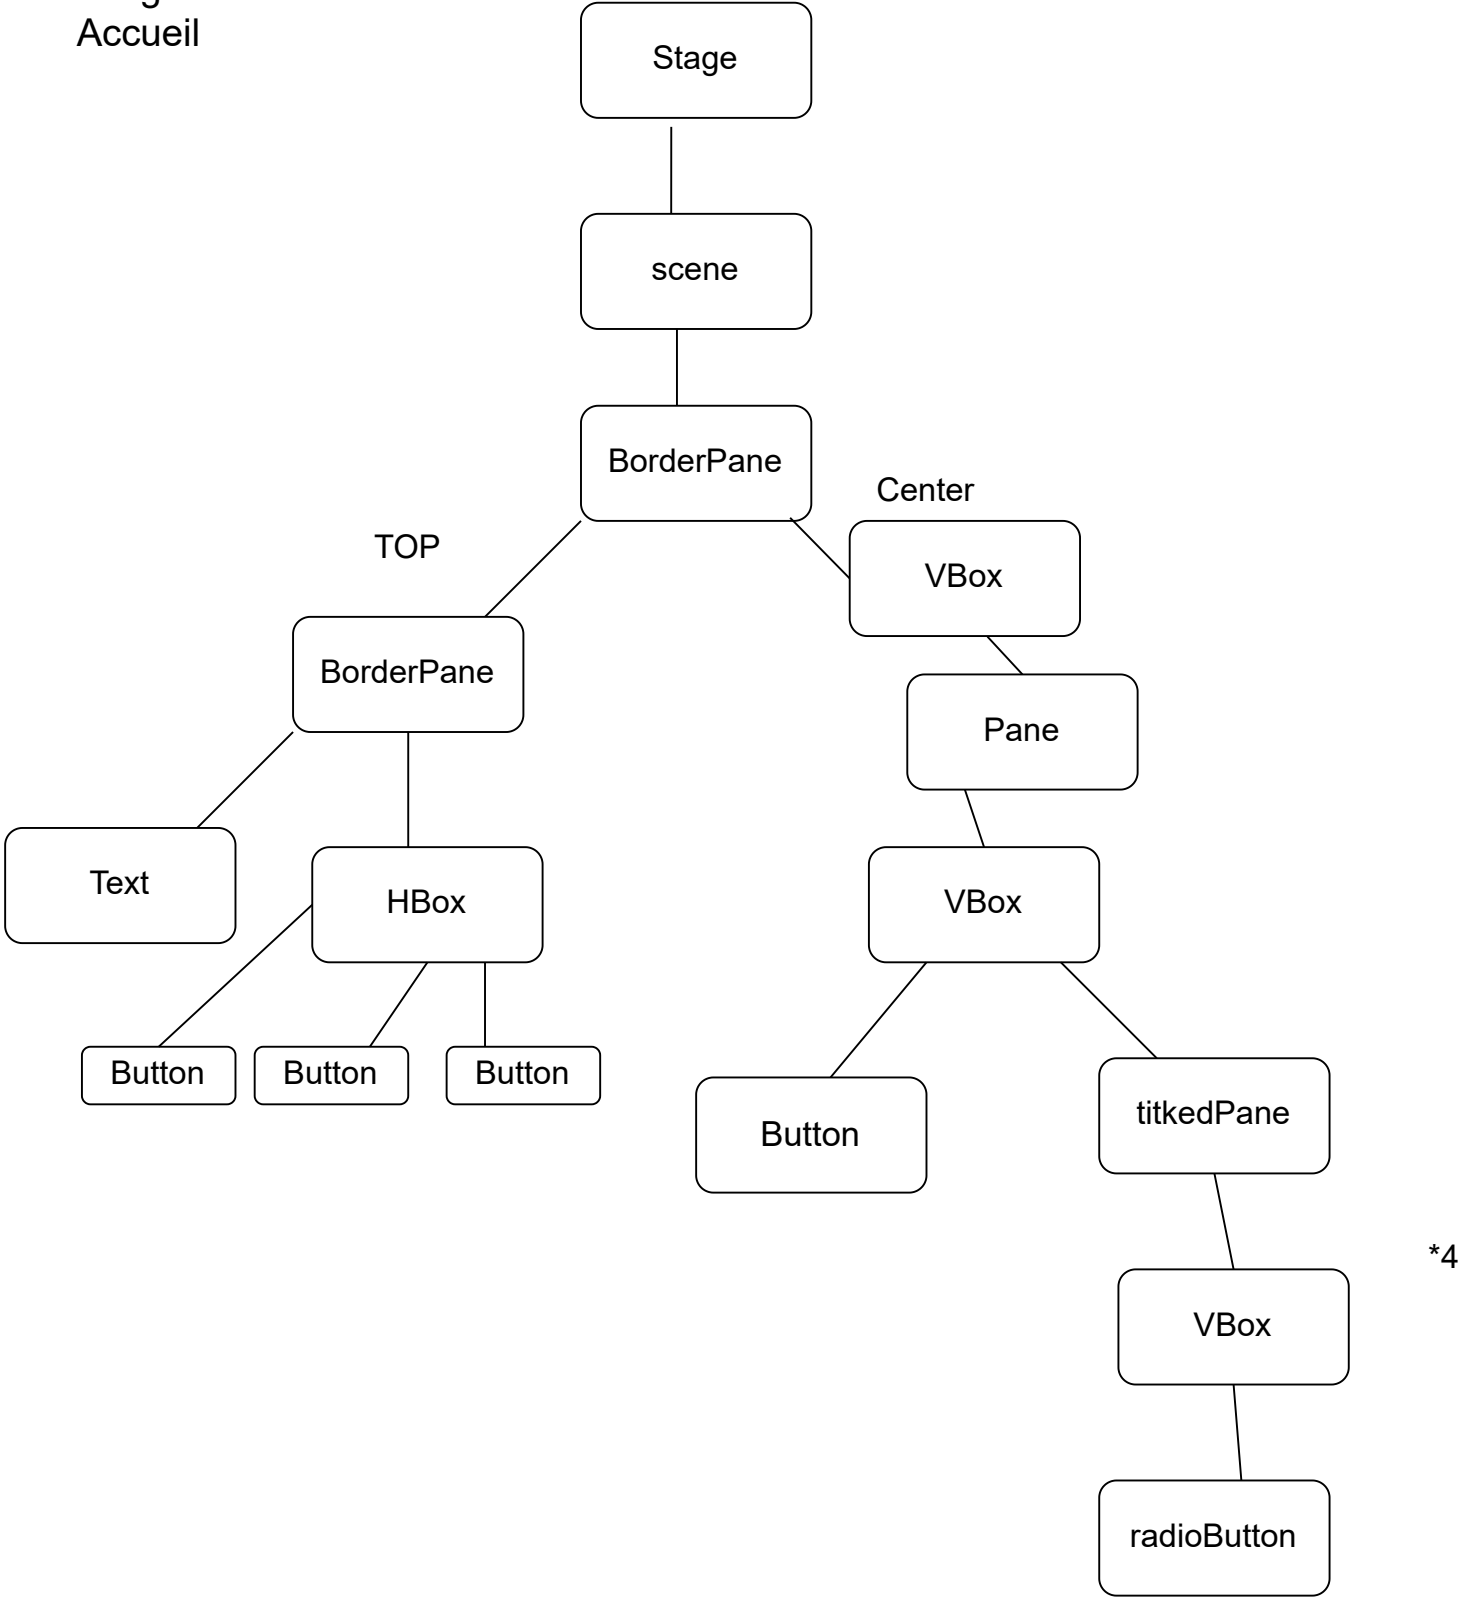 Accueil
Stage
scene
BorderPane
Center
TOP
VBox
BorderPane
Pane
Text
HBox
VBox
Button
Button
Button
Button
titkedPane
*4
VBox
radioButton